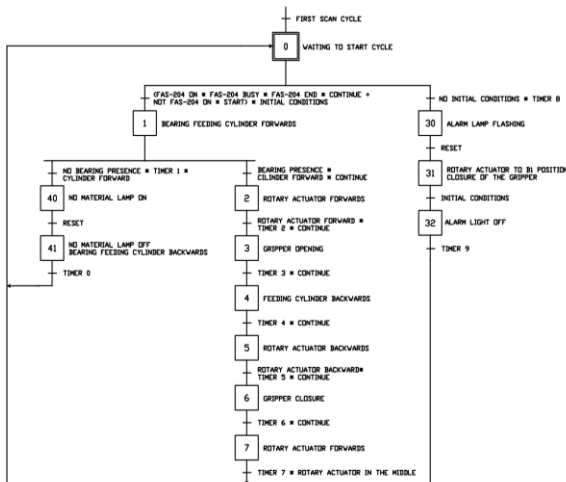 FIRST SCAN CYCLE
0 WAITING TO START CYCLE
(FAS-204 ON * FAS-204 BUSY * FAS-204 END * CONTINUE +
NOT FAS-204 ON * START) * INITIAL CONDITIONS
NO INITIAL CONDITIONS * TIMER 8
1 BEARING FEEDING CYLINDER FORWARDS
30 ALARM LAMP FLASHING
RESET
NO BEARING PRESENCE * TIMER 1 *
CYLINDER FORWARD
BEARING PRESENCE *
CILINDER FORWARD * CONTINUE
31 ROTARY ACTUATOR TO B1 POSITION
CLOSURE OF THE GRIPPER
40 NO MATERIAL LAMP ON
2 ROTARY ACTUATOR FORWARDS
INITIAL CONDITIONS
RESET
ROTARY ACTUATOR FORWARD *
TIMER 2 * CONTINUE
32 ALARM LIGHT OFF
41 NO MATERIAL LAMP OFF
BEARING FEEDING CYLINDER BACKWARDS
3 GRIPPER OPENING
TIMER 9
TIMER 0
TIMER 3 * CONTINUE
4 FEEDING CYLINDER BACKWARDS
TIMER 4 * CONTINUE
5 ROTARY ACTUATOR BACKWARDS
ROTARY ACTUATOR BACKWARD*
TIMER 5 * CONTINUE
6 GRIPPER CLOSURE
TIMER 6 * CONTINUE
7 ROTARY ACTUATOR FORWARDS
TIMER 7 * ROTARY ACTUATOR IN THE MIDDLE